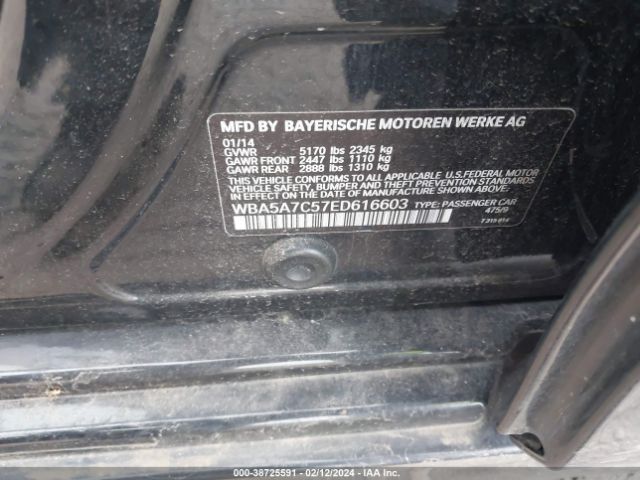 MFD BY BAYERISCHE MOTOREN WERKE AG
01/14
GVWR 5170 lbs 2345 kg
GAWR FRONT 2447 lbs 1110 kg
GAWR REAR 2888 lbs 1310 kg
THIS VEHICLE CONFORMS TO ALL APPLICABLE U.S. FEDERAL MOTOR
VEHICLE SAFETY, BUMPER, AND THEFT PREVENTION STANDARDS
IN EFFECT ON THE DATE OF MANUFACTURE SHOWN ABOVE.
WBA5A7C57ED616603 TYPE: PASSENGER CAR
475/9
000-38725591 - 02/12/2024 - IAA Inc.